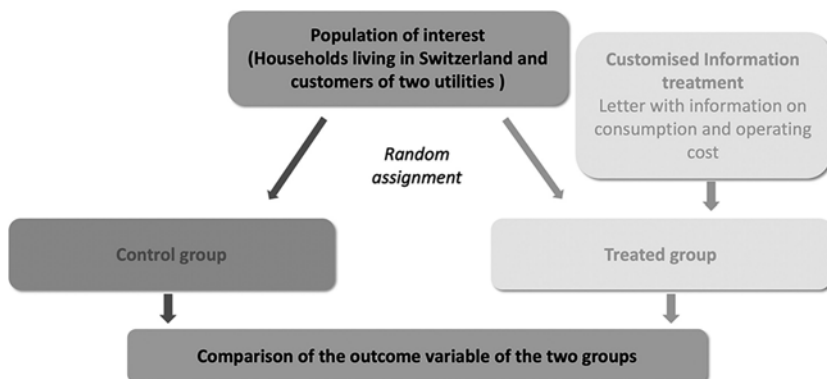 Population of interest
(Households living in Switzerland and
customers of two utilities )
Customised Information
treatment
Letter with information on
consumption and operating
cost
Random
assignment
Control group
Treated group
Comparison of the outcome variable of the two groups